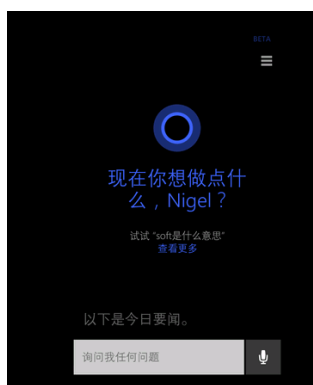 BETA
现在你想做点什
么，Nigel？
试试 "soft是什么意思"
查看更多
以下是今日要闻。
询问我任何问题